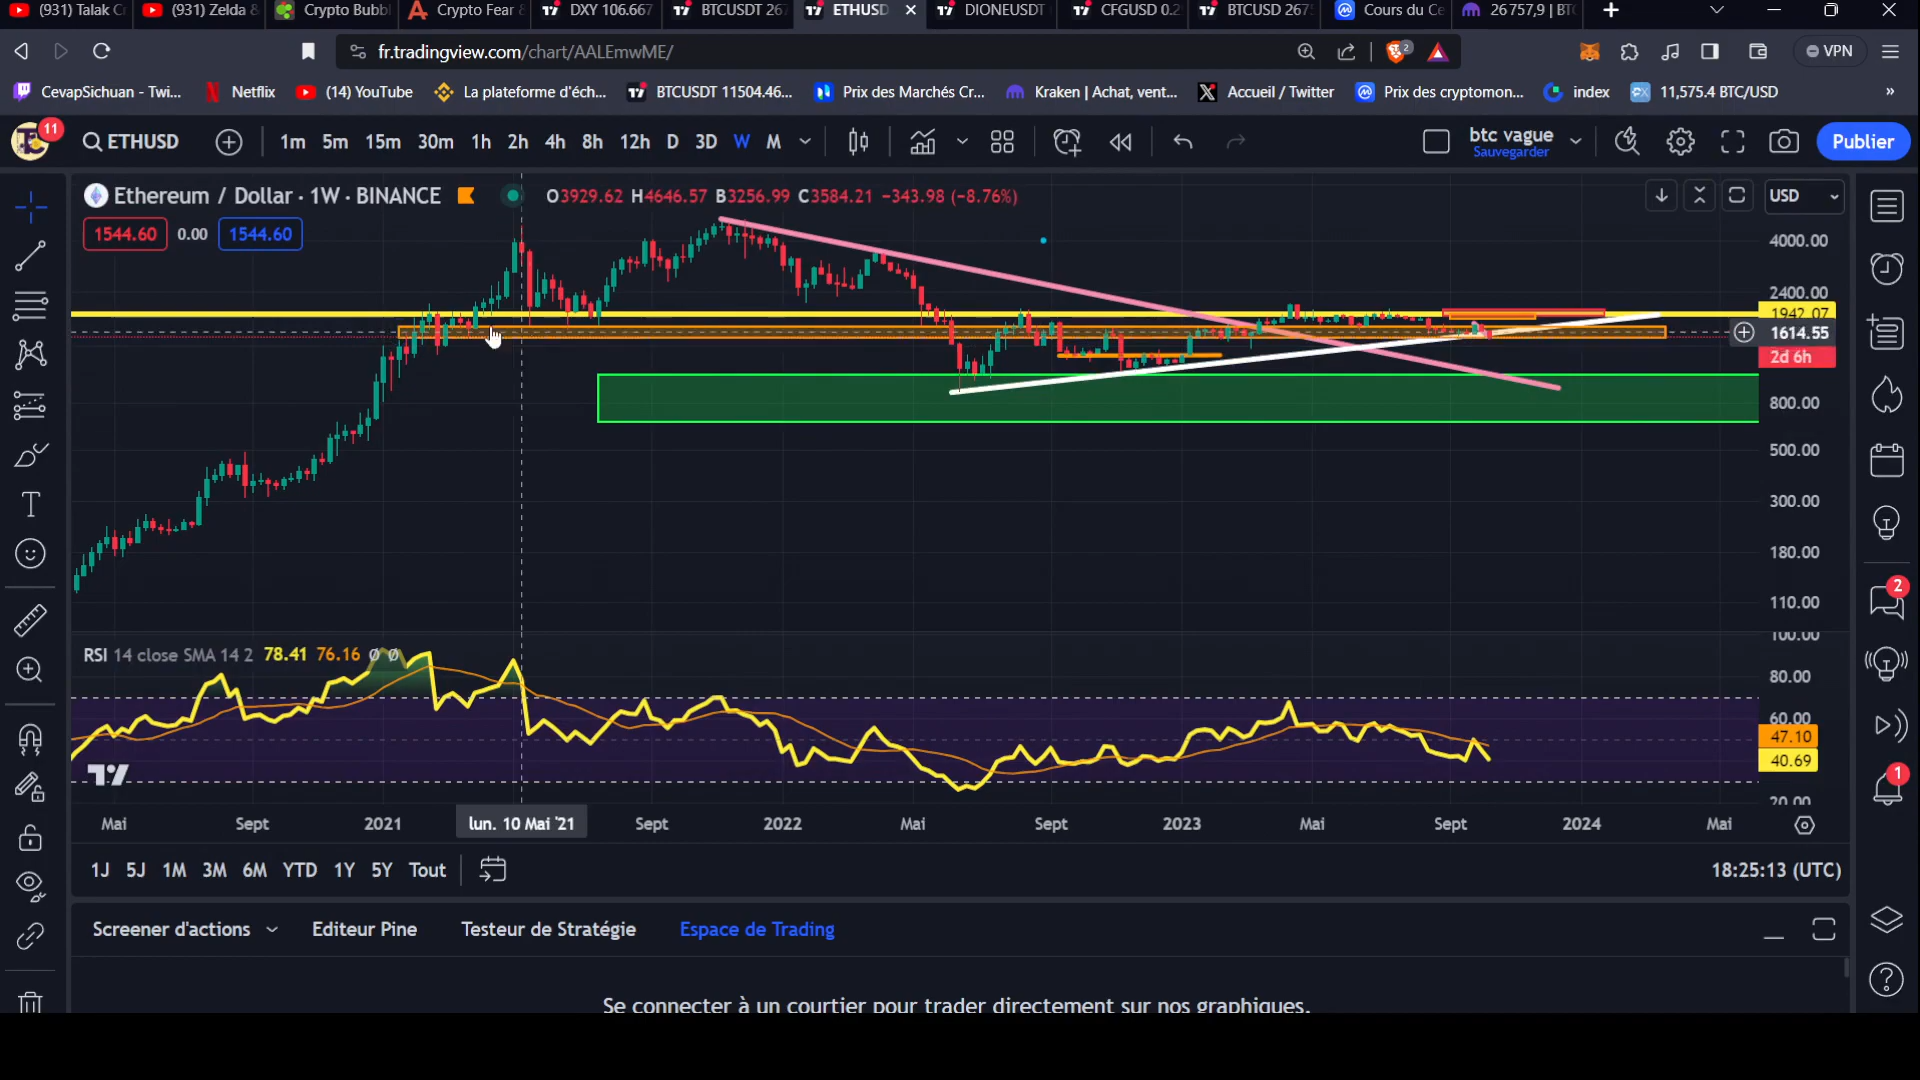 (931) Talak Cr
(931) Zelda &
Crypto Bubbl
Crypto Fear
DXY 106.667
BTCUSDT 267
ETHUSD
DIONEUSDT
CFGUSD 0.2
BTCUSD 267
Cours du Ce
26 757,9 | BT
fr.tradingview.com/chart/AALEmwME/
2
VPN
CevapSichuan - Twi...
Netflix
(14) YouTube
La plateforme d'éch...
BTCUSDT 11504.46...
Prix des Marchés Cr...
Kraken | Achat, vent...
Accueil / Twitter
Prix des cryptomon...
index
11,575.4 BTC/USD
»
11
ETHUSD
1m 5m 15m 30m 1h 2h 4h 8h 12h D 3D W M
btc vague
Sauvegarder
Publier
Ethereum / Dollar · 1W · BINANCE
O3929.62 H4646.57 B3256.99 C3584.21 −343.98 (−8.76%)
USD
1544.60 0.00 1544.60
4000.00
2400.00
1942.07
1614.55
2d 6h
800.00
500.00
300.00
180.00
110.00
RSI 14 close SMA 14 2 78.41 76.16 Ø Ø
100.00
80.00
60.00
47.10
40.69
20.00
2
1
Mai Sept 2021 lun. 10 Mai '21 Sept 2022 Mai Sept 2023 Mai Sept 2024 Mai
1J 5J 1M 3M 6M YTD 1Y 5Y Tout
18:25:13 (UTC)
Screener d'actions
Editeur Pine
Testeur de Stratégie
Espace de Trading
Se connecter à un courtier pour trader directement sur nos graphiques.